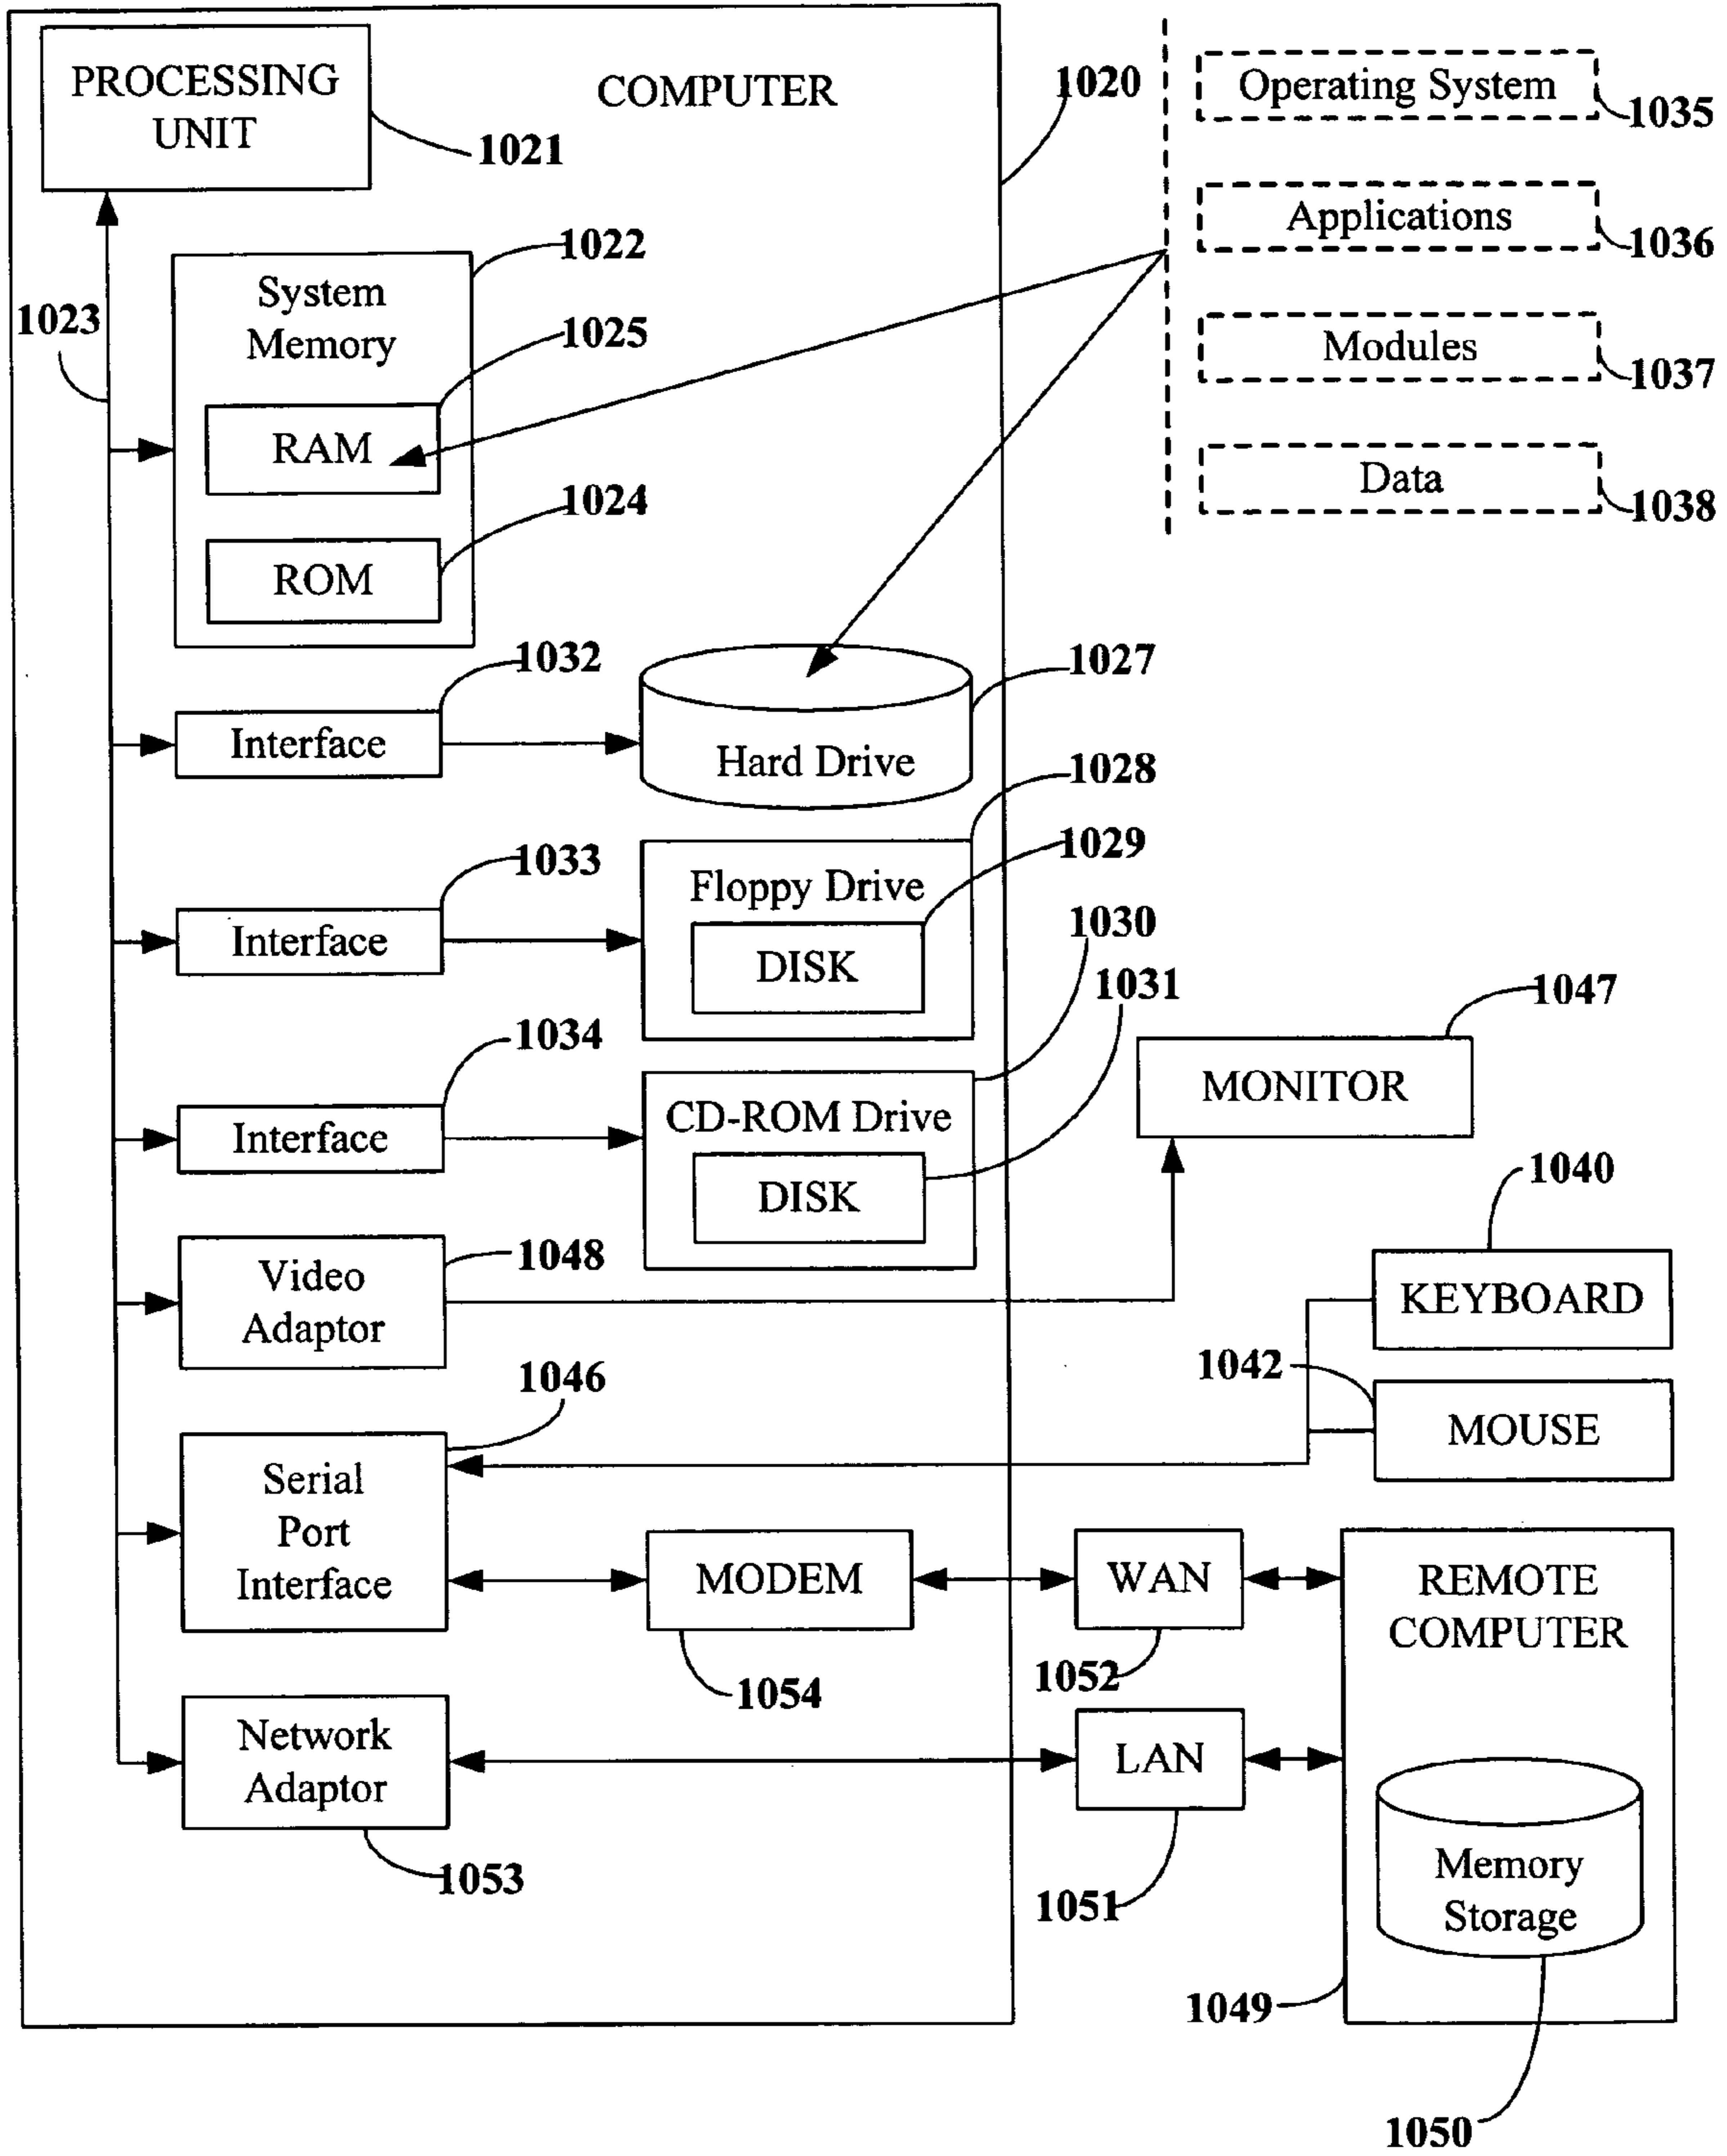 PROCESSING
UNIT
1021
COMPUTER
1020
Operating System
1035
Applications
1036
Modules
1037
Data
1038
1022
System
Memory
1023
1025
RAM
1024
ROM
1032
Interface
1027
Hard Drive
1028
1033
Interface
1029
Floppy Drive
DISK
1030
1031
1034
Interface
CD-ROM Drive
DISK
1047
MONITOR
1048
Video
Adaptor
1040
KEYBOARD
1042
MOUSE
1046
Serial
Port
Interface
MODEM
1054
WAN
1052
REMOTE
COMPUTER
Network
Adaptor
1053
LAN
1051
Memory
Storage
1049
1050